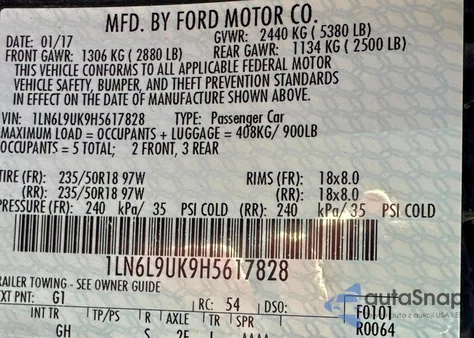 MFD. BY FORD MOTOR CO.
DATE: 01/17 GVWR: 2440 KG ( 5380 LB)
FRONT GAWR: 1306 KG ( 2880 LB) REAR GAWR: 1134 KG ( 2500 LB)
THIS VEHICLE CONFORMS TO ALL APPLICABLE FEDERAL MOTOR
VEHICLE SAFETY, BUMPER, AND THEFT PREVENTION STANDARDS
IN EFFECT ON THE DATE OF MANUFACTURE SHOWN ABOVE.
VIN: 1LN6L9UK9H5617828 TYPE: Passenger Car
MAXIMUM LOAD = OCCUPANTS + LUGGAGE = 408KG/ 900LB
OCCUPANTS = 5 TOTAL; 2 FRONT, 3 REAR
TIRE (FR): 235/50R18 97W RIMS (FR): 18x8.0
(RR): 235/50R18 97W (RR): 18x8.0
PRESSURE (FR): 240 kPa/ 35 PSI COLD (RR): 240 kPa/ 35 PSI COLD
1LN6L9UK9H5617828
TRAILER TOWING - SEE OWNER GUIDE
EXT PNT: G1 RC: 54 DSO: F0101
INT TR TP/PS R AXLE TR SPR R0064
GH
autaSnap